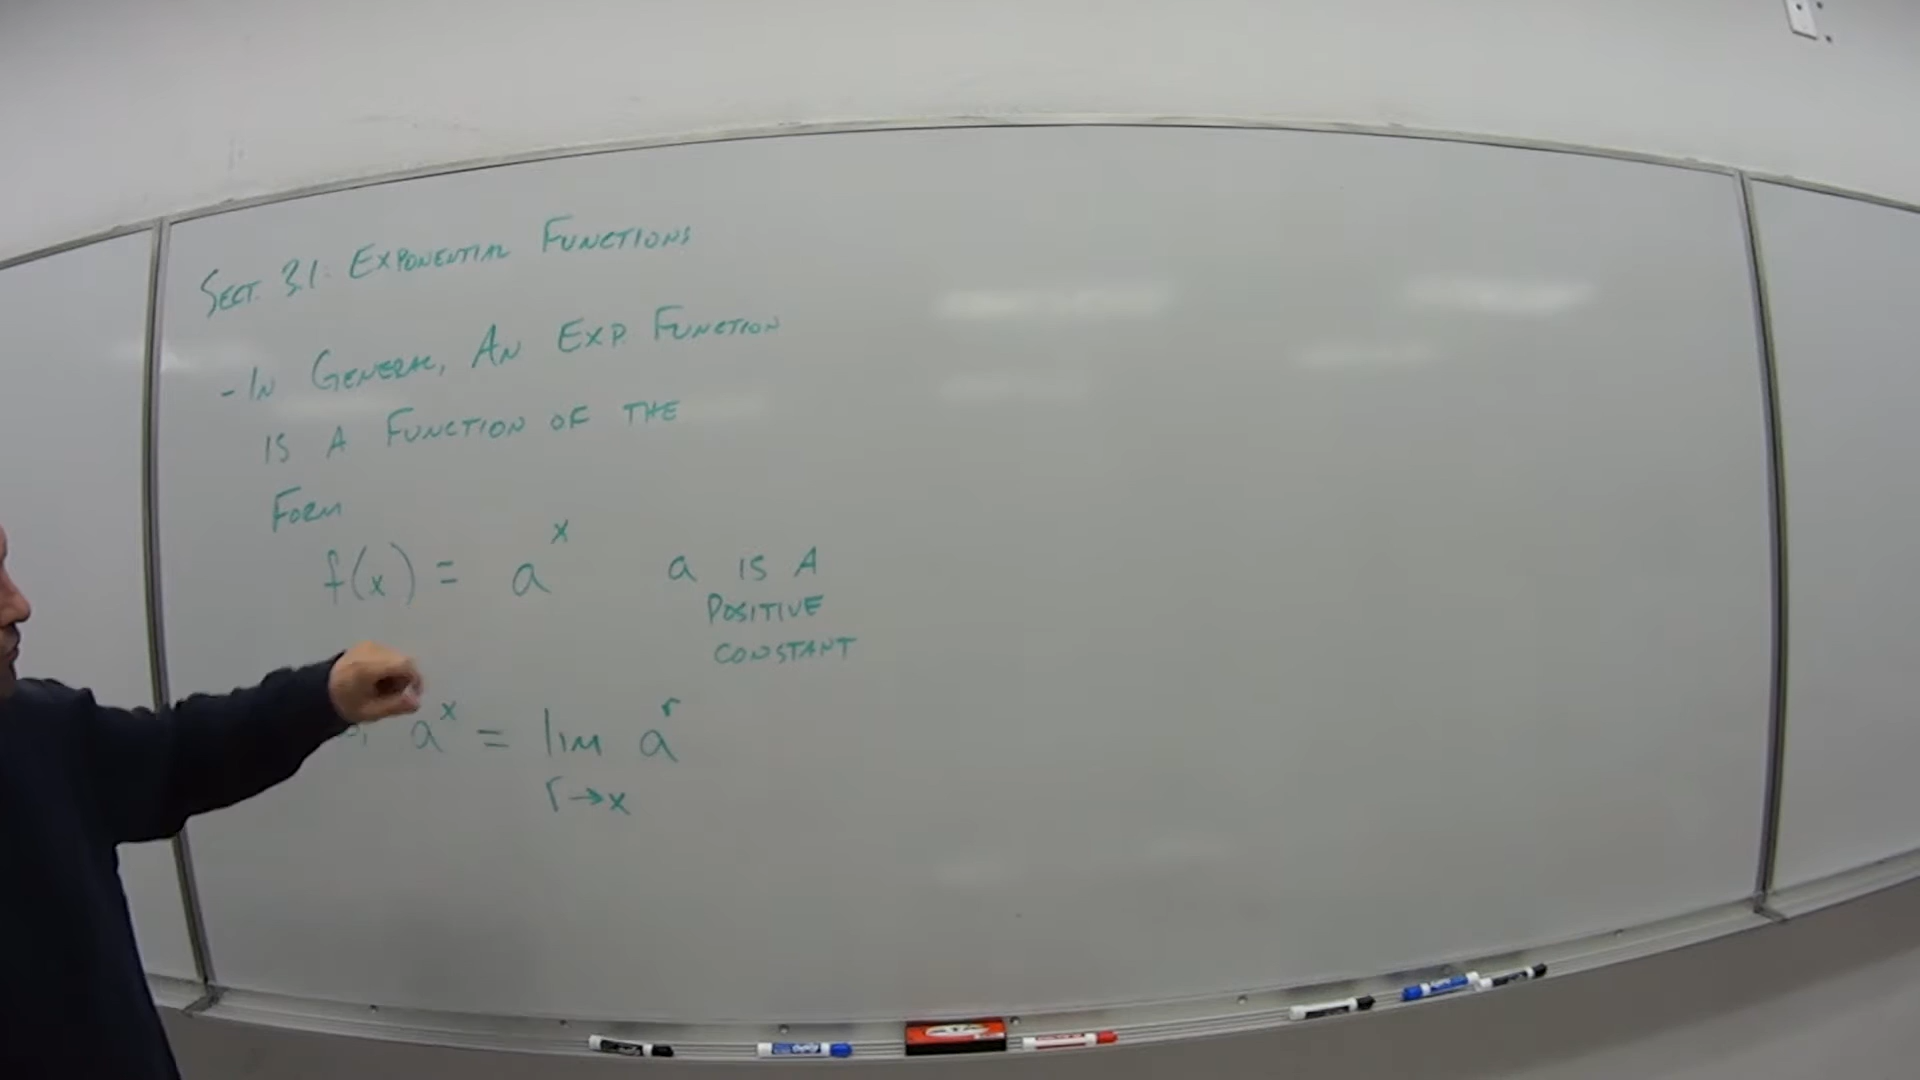 SECT. 3.1: EXPONENTIAL FUNCTIONS
- IN GENERAL, AN EXP. FUNCTION
IS A FUNCTION OF THE
FORM
f(x) = a^x a IS A
POSITIVE
CONSTANT
a^x = lim a^r
r→x